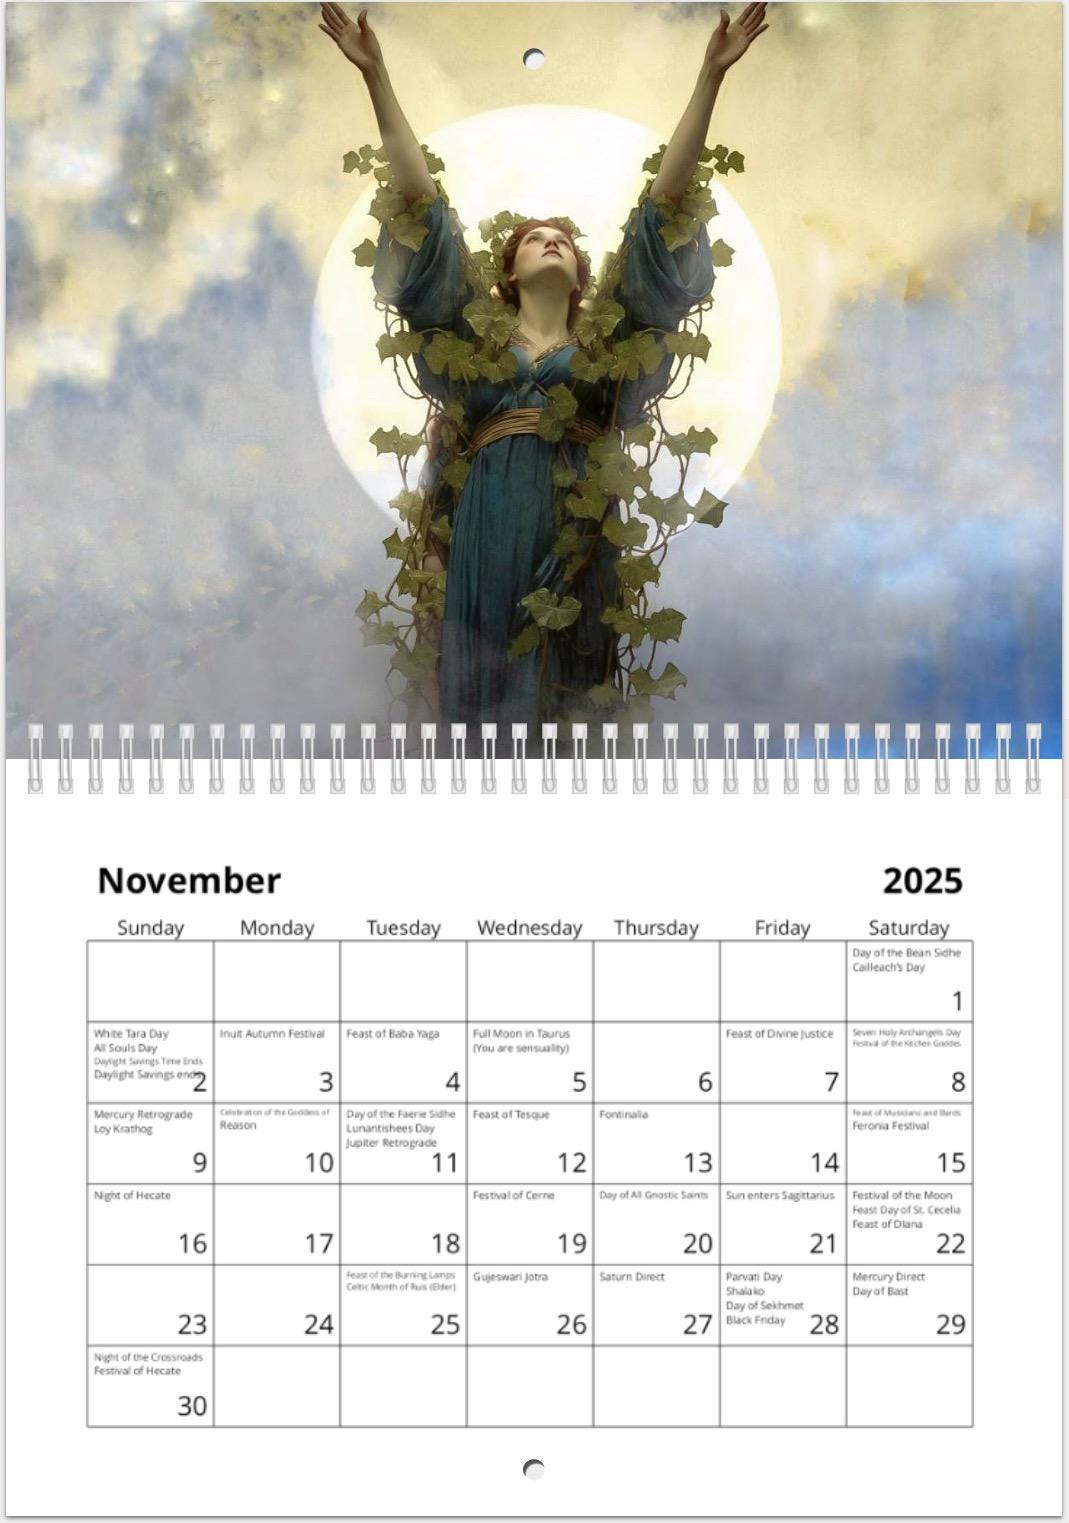 November 2025
Sunday Monday Tuesday Wednesday Thursday Friday Saturday
Day of the Bean Sidhe
Cailleach's Day
1
White Tara Day
All Souls Day
Daylight Savings Time Ends
Daylight Savings ends
2
Inuit Autumn Festival
3
Feast of Baba Yaga
4
Full Moon in Taurus
(You are sensuality)
5
6
Feast of Divine Justice
7
Seven Holy Archangels Day
Festival of the Kitchen Goddes
8
Mercury Retrograde
Loy Krathog
9
Celebration of the Goddess of
Reason
10
Day of the Faerie Sidhe
Lunantishees Day
Jupiter Retrograde
11
Feast of Tesque
12
Fontinalia
13
14
Feast of Musicians and Bards
Feronia Festival
15
Night of Hecate
16
17
18
Festival of Cerne
19
Day of All Gnostic Saints
20
Sun enters Sagittarius
21
Festival of the Moon
Feast Day of St. Cecelia
Feast of DIana
22
23
24
Feast of the Burning Lamps
Celtic Month of Ruis (Elder)
25
Gujeswari Jotra
26
Saturn Direct
27
Parvati Day
Shalako
Day of Sekhmet
Black Friday
28
Mercury Direct
Day of Bast
29
Night of the Crossroads
Festival of Hecate
30